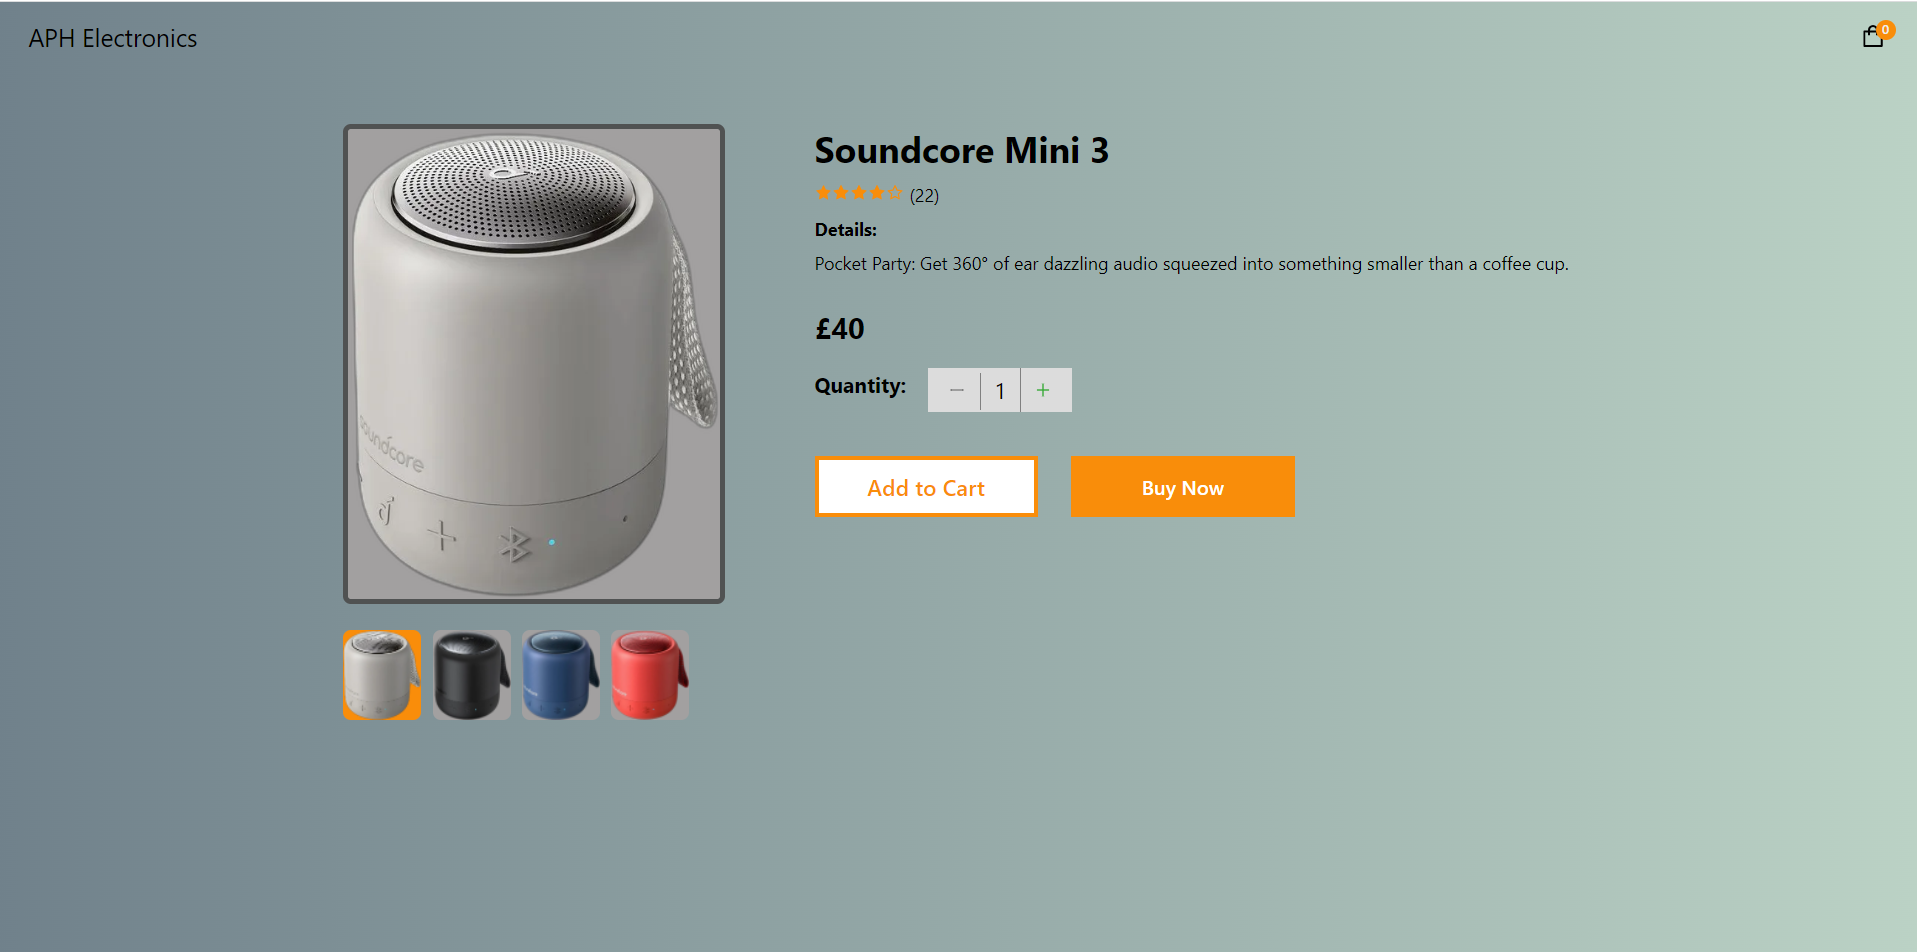 APH Electronics
0
Soundcore Mini 3
★★★★☆ (22)
Details:
Pocket Party: Get 360° of ear dazzling audio squeezed into something smaller than a coffee cup.
£40
Quantity: − 1 +
Add to Cart
Buy Now
soundcore